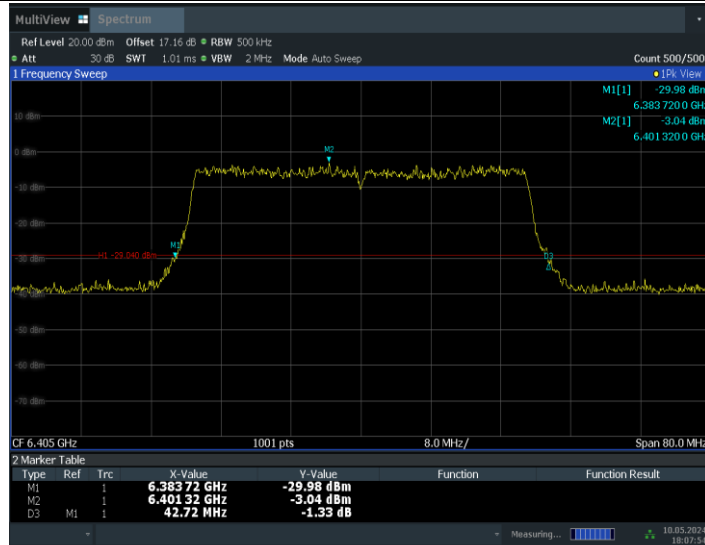 MultiView Spectrum
Ref Level 20.00 dBm Offset 17.16 dB RBW 500 kHz
Att 30 dB SWT 1.01 ms VBW 2 MHz Mode Auto Sweep Count 500/500
1 Frequency Sweep 1Pk View
M1[1] -29.98 dBm
6.383 720 0 GHz
10 dBm
M2[1] -3.04 dBm
6.401 320 0 GHz
0 dBm
M2
-10 dBm
-20 dBm
M1
H1 -29.040 dBm
D3
-30 dBm
-40 dBm
-50 dBm
-60 dBm
-70 dBm
CF 6.405 GHz 1001 pts 8.0 MHz/ Span 80.0 MHz
2 Marker Table
Type Ref Trc X-Value Y-Value Function Function Result
M1 1 6.383 72 GHz -29.98 dBm
M2 1 6.401 32 GHz -3.04 dBm
D3 M1 1 42.72 MHz -1.33 dB
Measuring... 10.05.2024
18:07:58